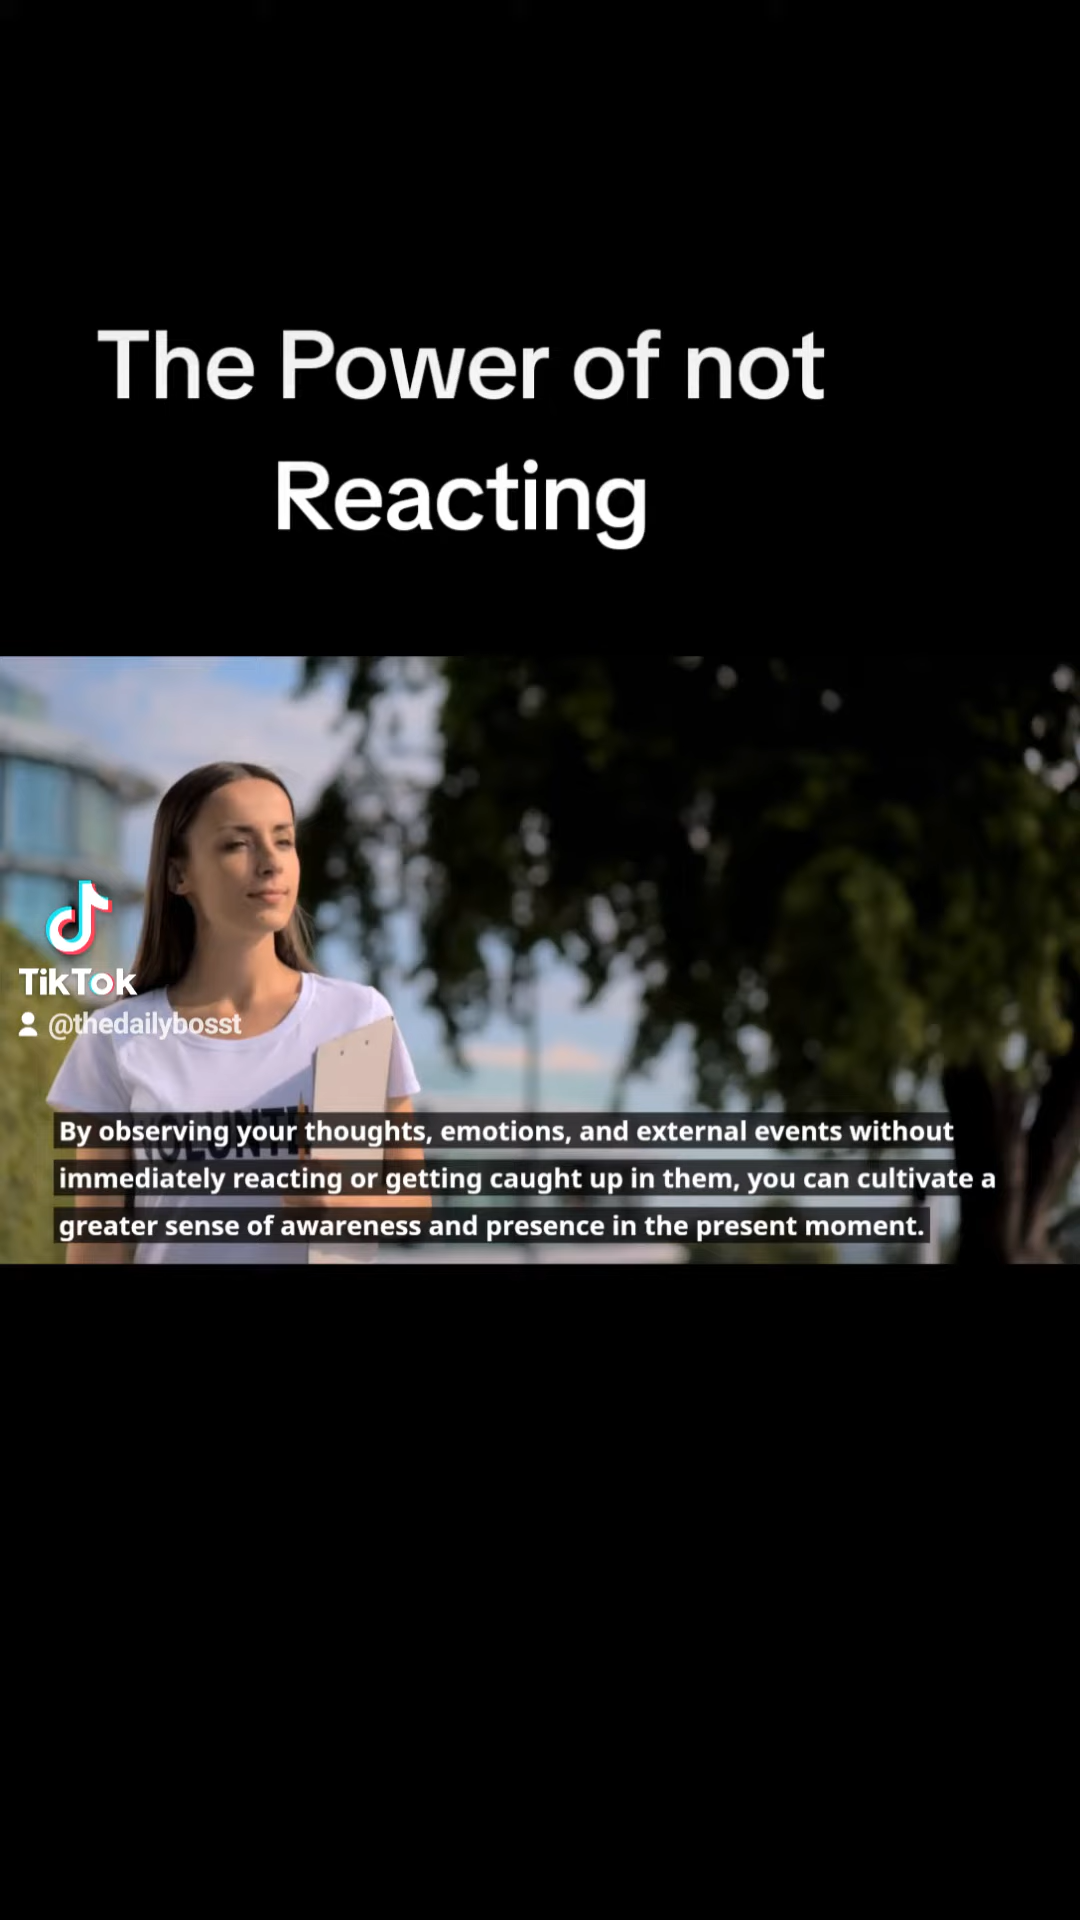 The Power of not
Reacting
TikTok
@thedailybosst
VOLUNTE
By observing your thoughts, emotions, and external events without
immediately reacting or getting caught up in them, you can cultivate a
greater sense of awareness and presence in the present moment.